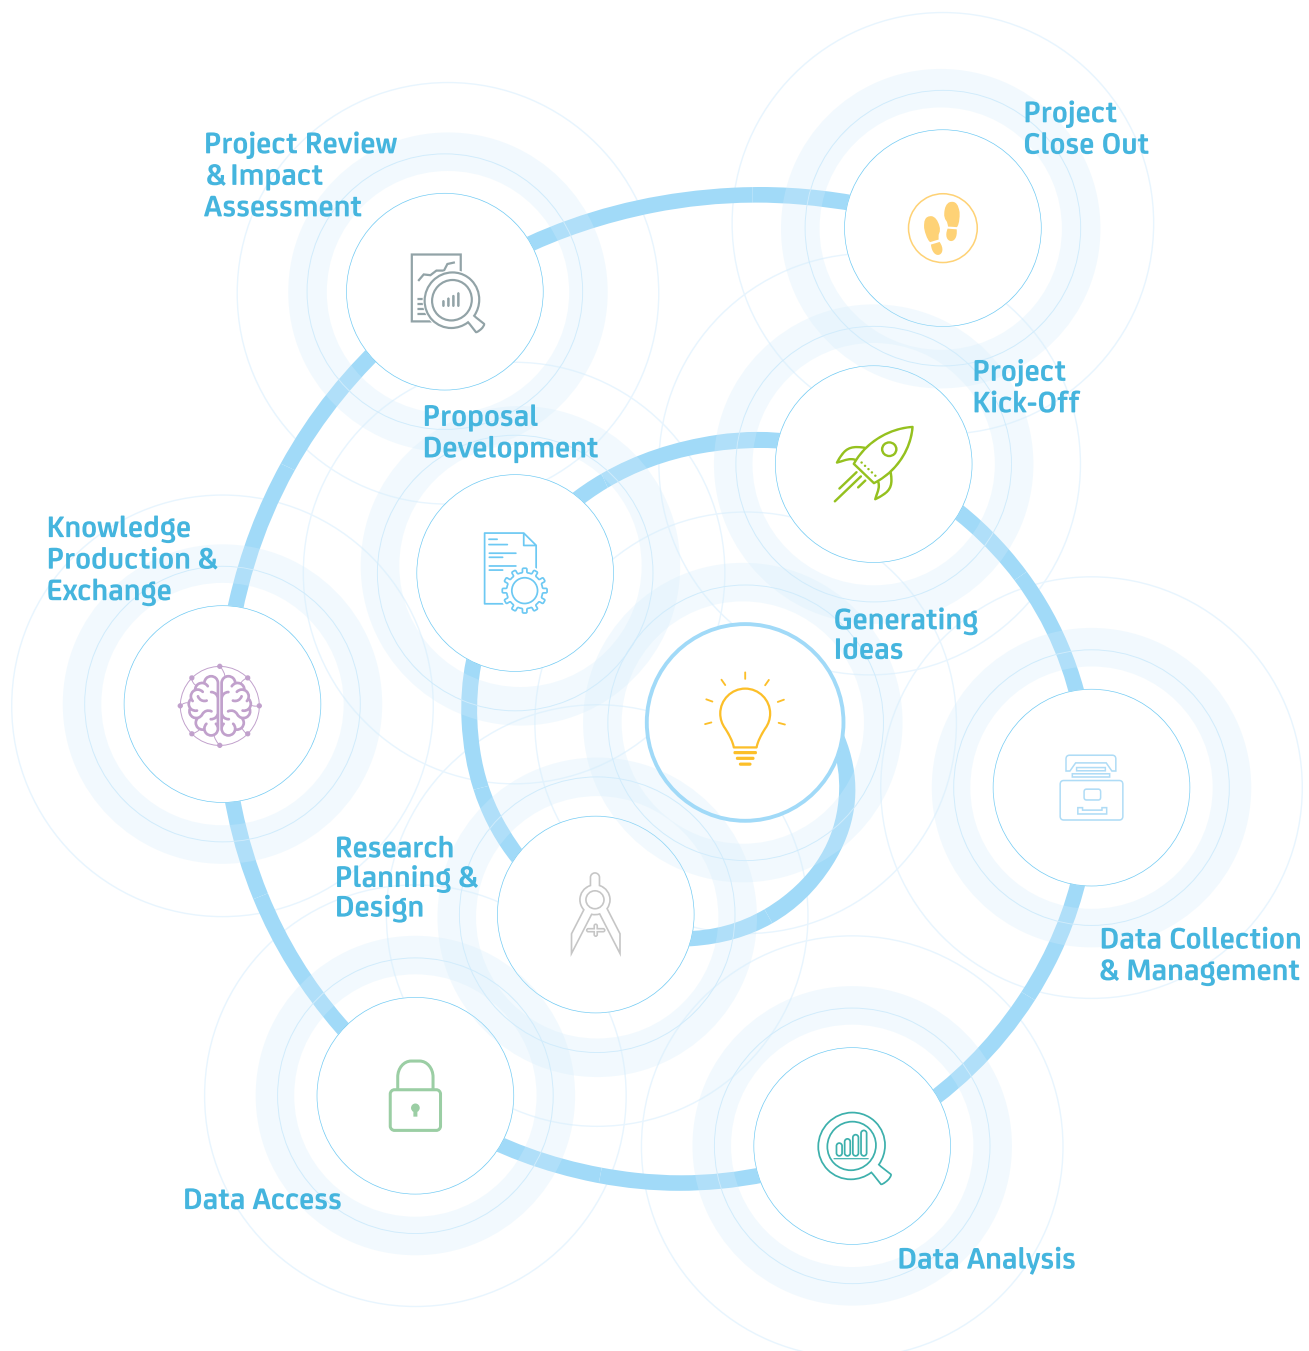 Project
Close Out
Project Review
& Impact
Assessment
Project
Kick-Off
Proposal
Development
Knowledge
Production &
Exchange
Generating
Ideas
Research
Planning &
Design
Data Collection
& Management
Data Access
Data Analysis